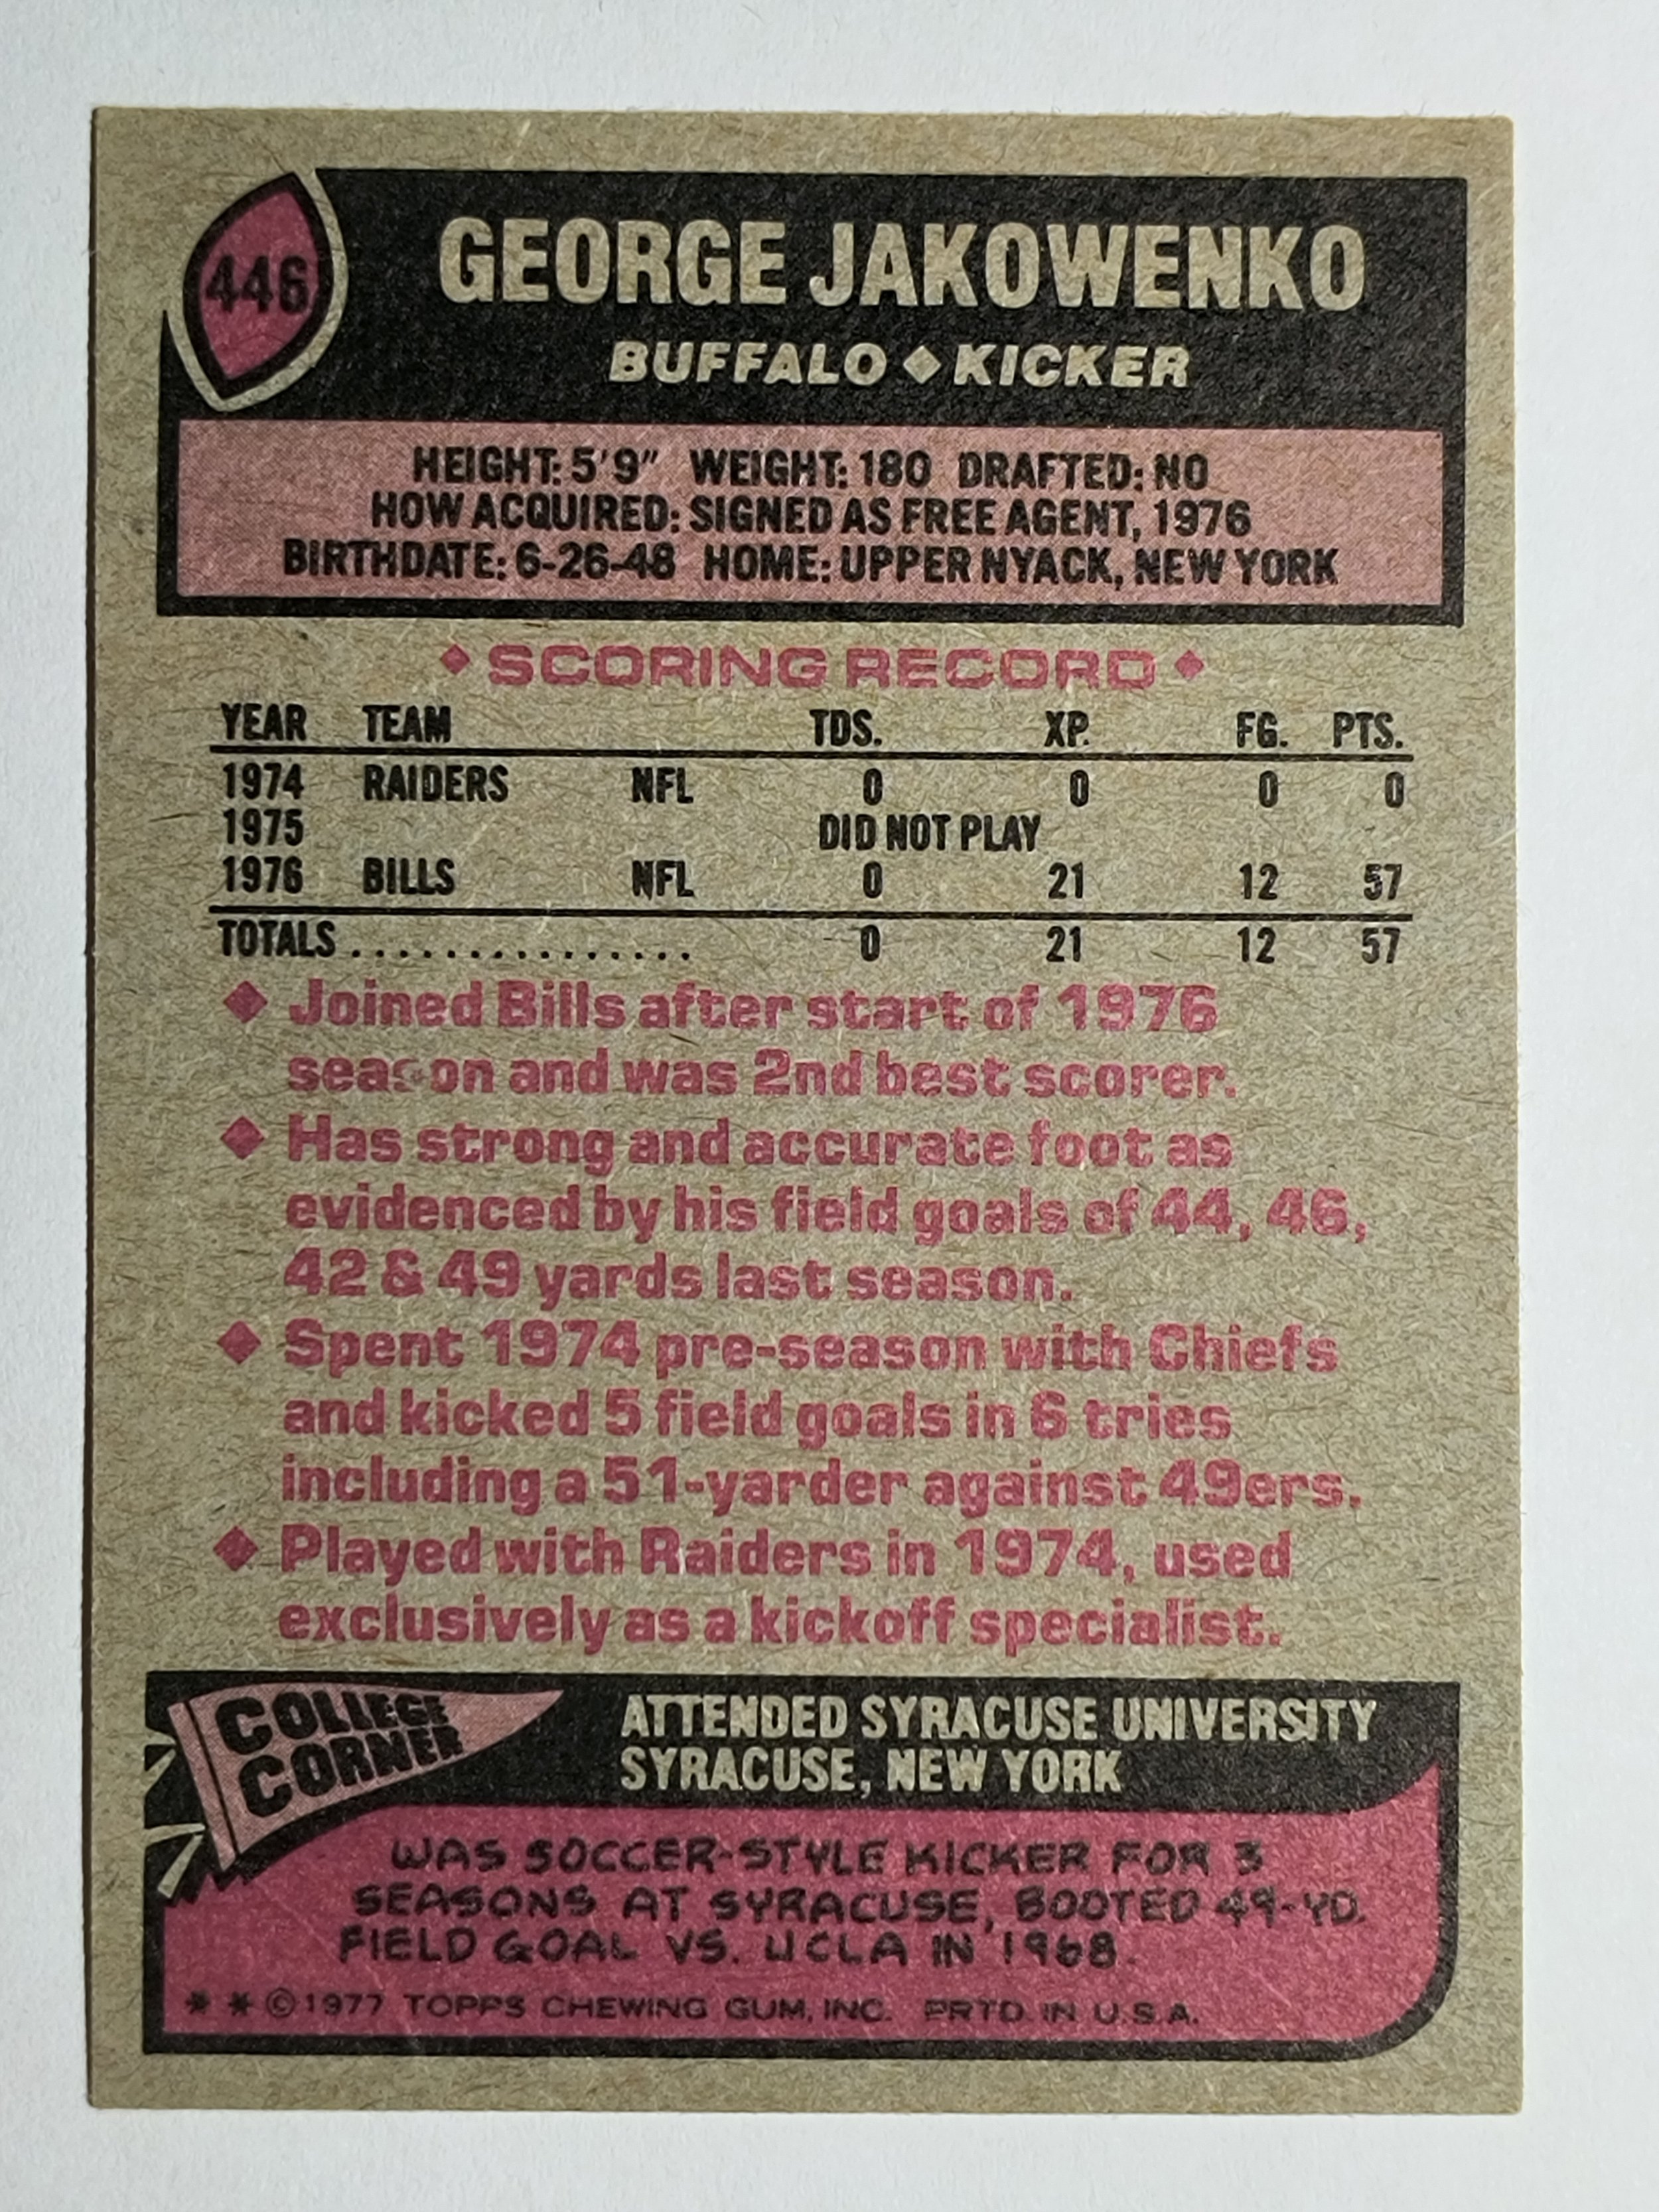 446
GEORGE JAKOWENKO
BUFFALO ◆ KICKER
HEIGHT: 5'9" WEIGHT: 180 DRAFTED: NO
HOW ACQUIRED: SIGNED AS FREE AGENT, 1976
BIRTHDATE: 6-26-48 HOME: UPPER NYACK, NEW YORK
◆ SCORING RECORD ◆
YEAR TEAM TDS. XP. FG. PTS.
1974 RAIDERS NFL 0 0 0 0
1975 DID NOT PLAY
1976 BILLS NFL 0 21 12 57
TOTALS ............... 0 21 12 57
◆ Joined Bills after start of 1976
season and was 2nd best scorer.
◆ Has strong and accurate foot as
evidenced by his field goals of 44, 46,
42 & 49 yards last season.
◆ Spent 1974 pre-season with Chiefs
and kicked 5 field goals in 6 tries
including a 51-yarder against 49ers.
◆ Played with Raiders in 1974, used
exclusively as a kickoff specialist.
COLLEGE
CORNER
ATTENDED SYRACUSE UNIVERSITY
SYRACUSE, NEW YORK
WAS SOCCER-STYLE KICKER FOR 3
SEASONS AT SYRACUSE, BOOTED 49-YD.
FIELD GOAL VS. UCLA IN 1968.
* * © 1977 TOPPS CHEWING GUM, INC. PRTD. IN U.S.A.